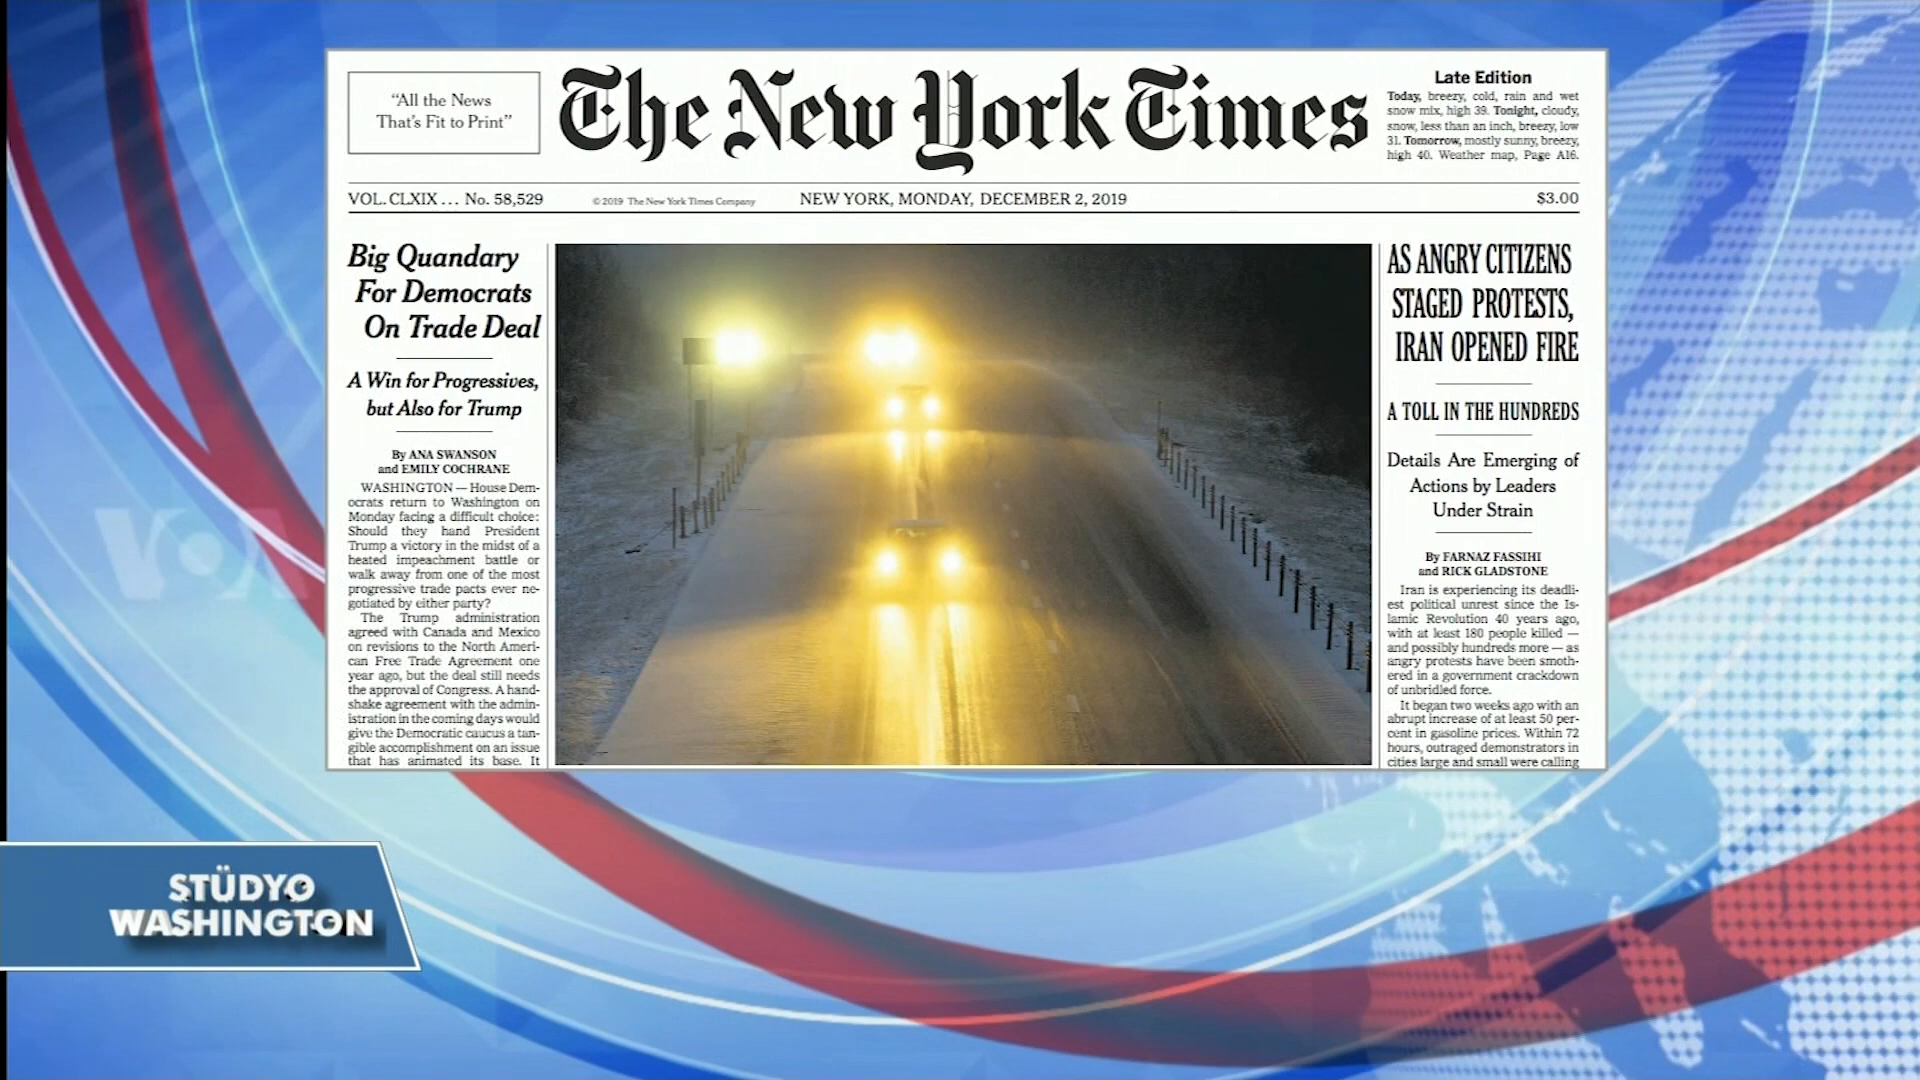 "All the News
That's Fit to Print"
The New York Times
Late Edition
Today, breezy, cold, rain and wet
snow mix, high 39. Tonight, cloudy,
snow, less than an inch, breezy, low
31. Tomorrow, mostly sunny, breezy,
high 40. Weather map, Page A16.
VOL. CLXIX ... No. 58,529
© 2019 The New York Times Company
NEW YORK, MONDAY, DECEMBER 2, 2019
$3.00
Big Quandary
For Democrats
On Trade Deal
A Win for Progressives,
but Also for Trump
By ANA SWANSON
and EMILY COCHRANE
WASHINGTON — House Dem-
ocrats return to Washington on
Monday facing a difficult choice:
Should they hand President
Trump a victory in the midst of a
heated impeachment battle or
walk away from one of the most
progressive trade pacts ever ne-
gotiated by either party?
The Trump administration
agreed with Canada and Mexico
on revisions to the North Ameri-
can Free Trade Agreement one
year ago, but the deal still needs
the approval of Congress. A hand-
shake agreement with the admin-
istration in the coming days would
give the Democratic caucus a tan-
gible accomplishment on an issue
that has animated its base. It
AS ANGRY CITIZENS
STAGED PROTESTS,
IRAN OPENED FIRE
A TOLL IN THE HUNDREDS
Details Are Emerging of
Actions by Leaders
Under Strain
By FARNAZ FASSIHI
and RICK GLADSTONE
Iran is experiencing its deadli-
est political unrest since the Is-
lamic Revolution 40 years ago,
with at least 180 people killed —
and possibly hundreds more — as
angry protests have been smoth-
ered in a government crackdown
of unbridled force.
It began two weeks ago with an
abrupt increase of at least 50 per-
cent in gasoline prices. Within 72
hours, outraged demonstrators in
cities large and small were calling
VOA
STÜDYO
WASHINGTON